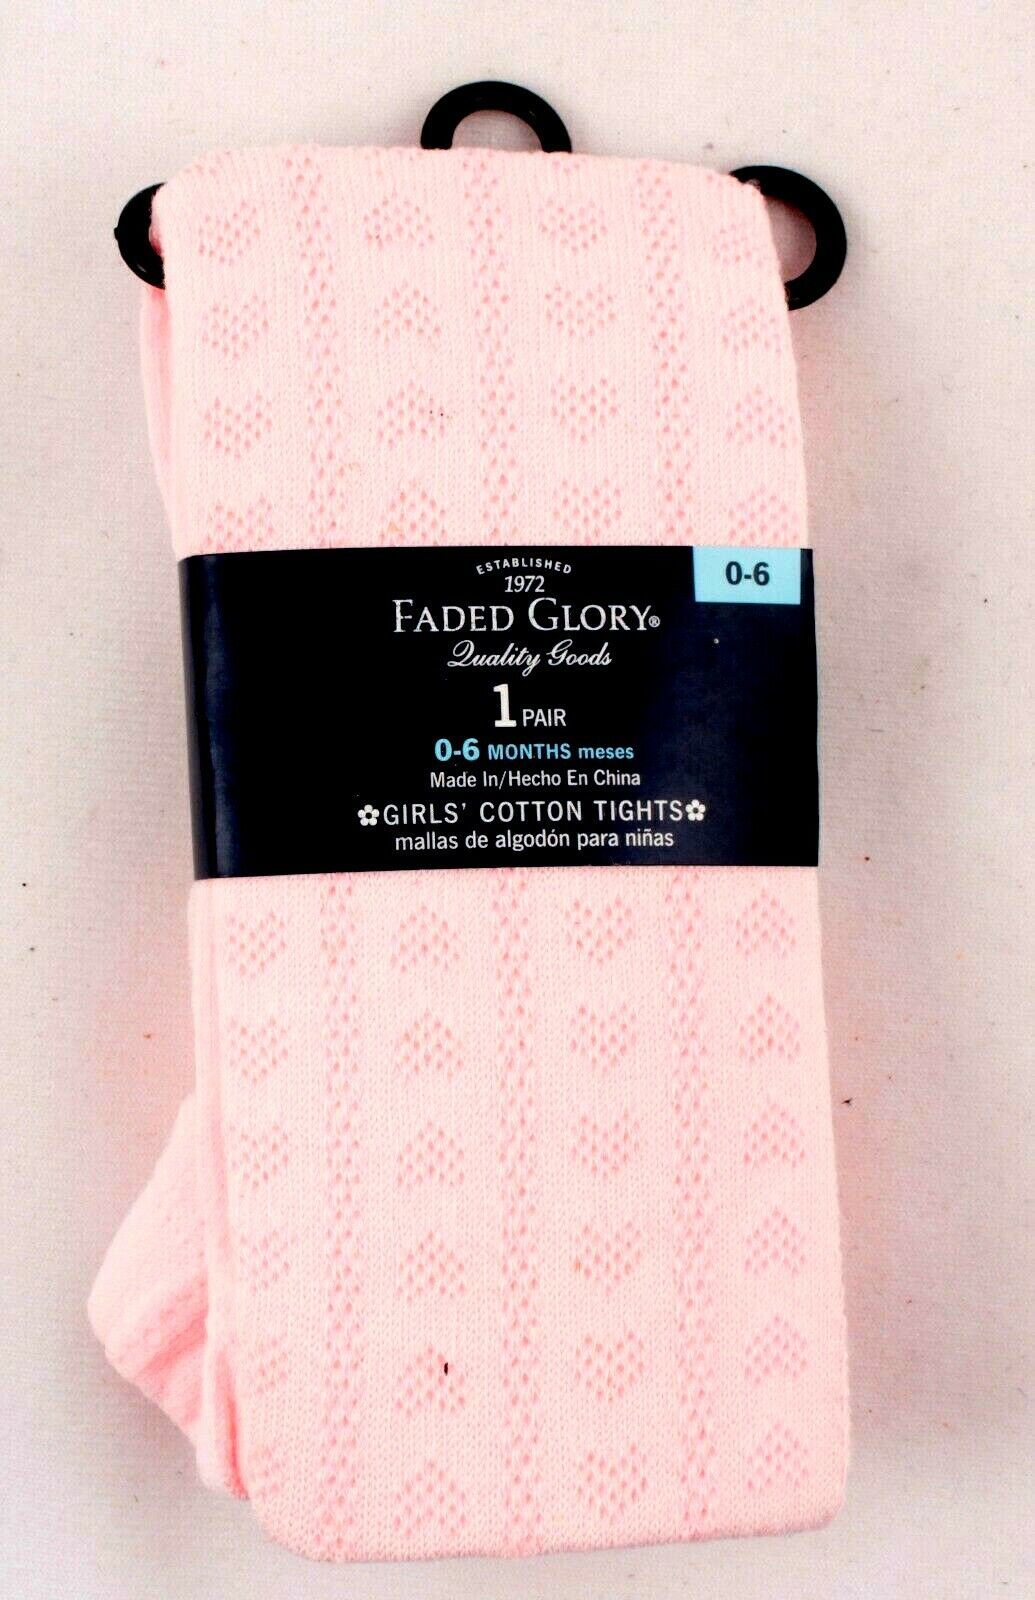 ESTABLISHED
1972
0-6
FADED GLORY®
Quality Goods
1 PAIR
0-6 MONTHS meses
Made In/Hecho En China
✿GIRLS' COTTON TIGHTS✿
mallas de algodón para niñas